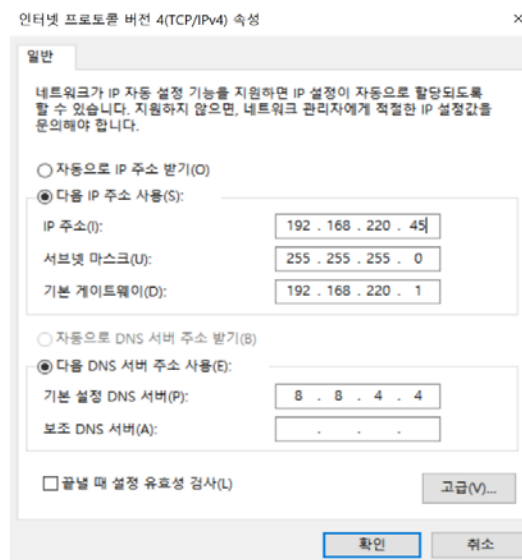 인터넷 프로토콜 버전 4(TCP/IPv4) 속성
일반
네트워크가 IP 자동 설정 기능을 지원하면 IP 설정이 자동으로 할당되도록
할 수 있습니다. 지원하지 않으면, 네트워크 관리자에게 적절한 IP 설정값을
문의해야 합니다.
자동으로 IP 주소 받기(O)
다음 IP 주소 사용(S):
IP 주소(I): 192 . 168 . 220 . 45
서브넷 마스크(U): 255 . 255 . 255 . 0
기본 게이트웨이(D): 192 . 168 . 220 . 1
자동으로 DNS 서버 주소 받기(B)
다음 DNS 서버 주소 사용(E):
기본 설정 DNS 서버(P): 8 . 8 . 4 . 4
보조 DNS 서버(A): . . .
끝낼 때 설정 유효성 검사(L)
고급(V)...
확인 취소